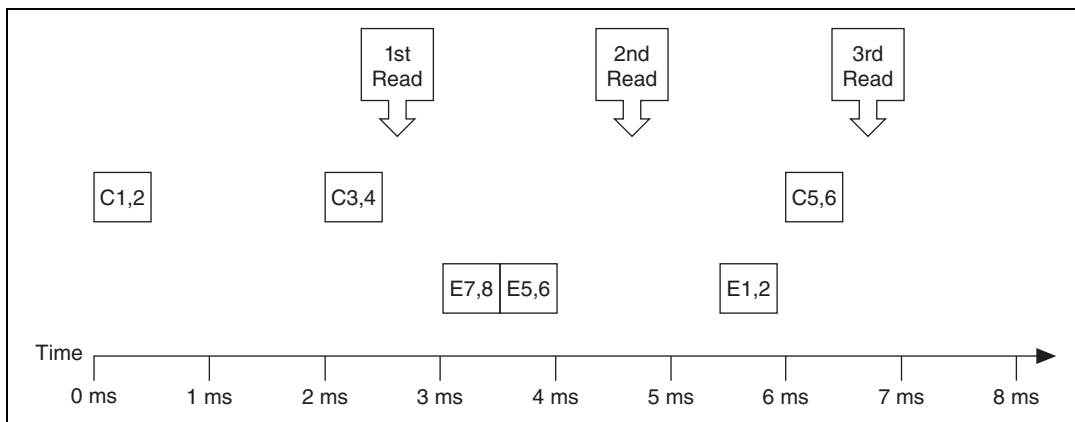 1st
Read
2nd
Read
3rd
Read
C1,2
C3,4
C5,6
E7,8
E5,6
E1,2
Time
0 ms
1 ms
2 ms
3 ms
4 ms
5 ms
6 ms
7 ms
8 ms